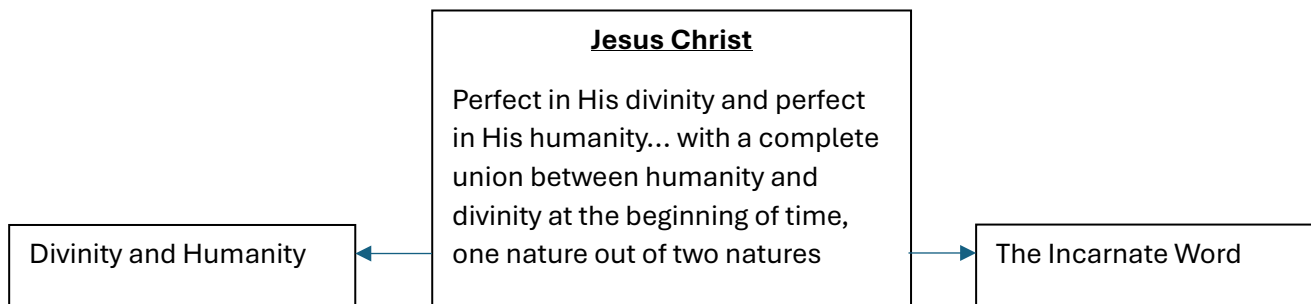 Jesus Christ
Perfect in His divinity and perfect
in His humanity... with a complete
union between humanity and
divinity at the beginning of time,
one nature out of two natures
Divinity and Humanity
The Incarnate Word